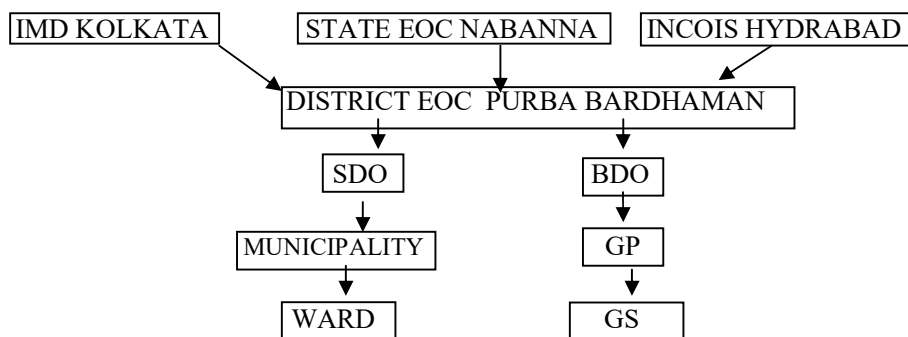 IMD KOLKATA
STATE EOC NABANNA
INCOIS HYDRABAD
DISTRICT EOC PURBA BARDHAMAN
SDO
BDO
MUNICIPALITY
GP
WARD
GS